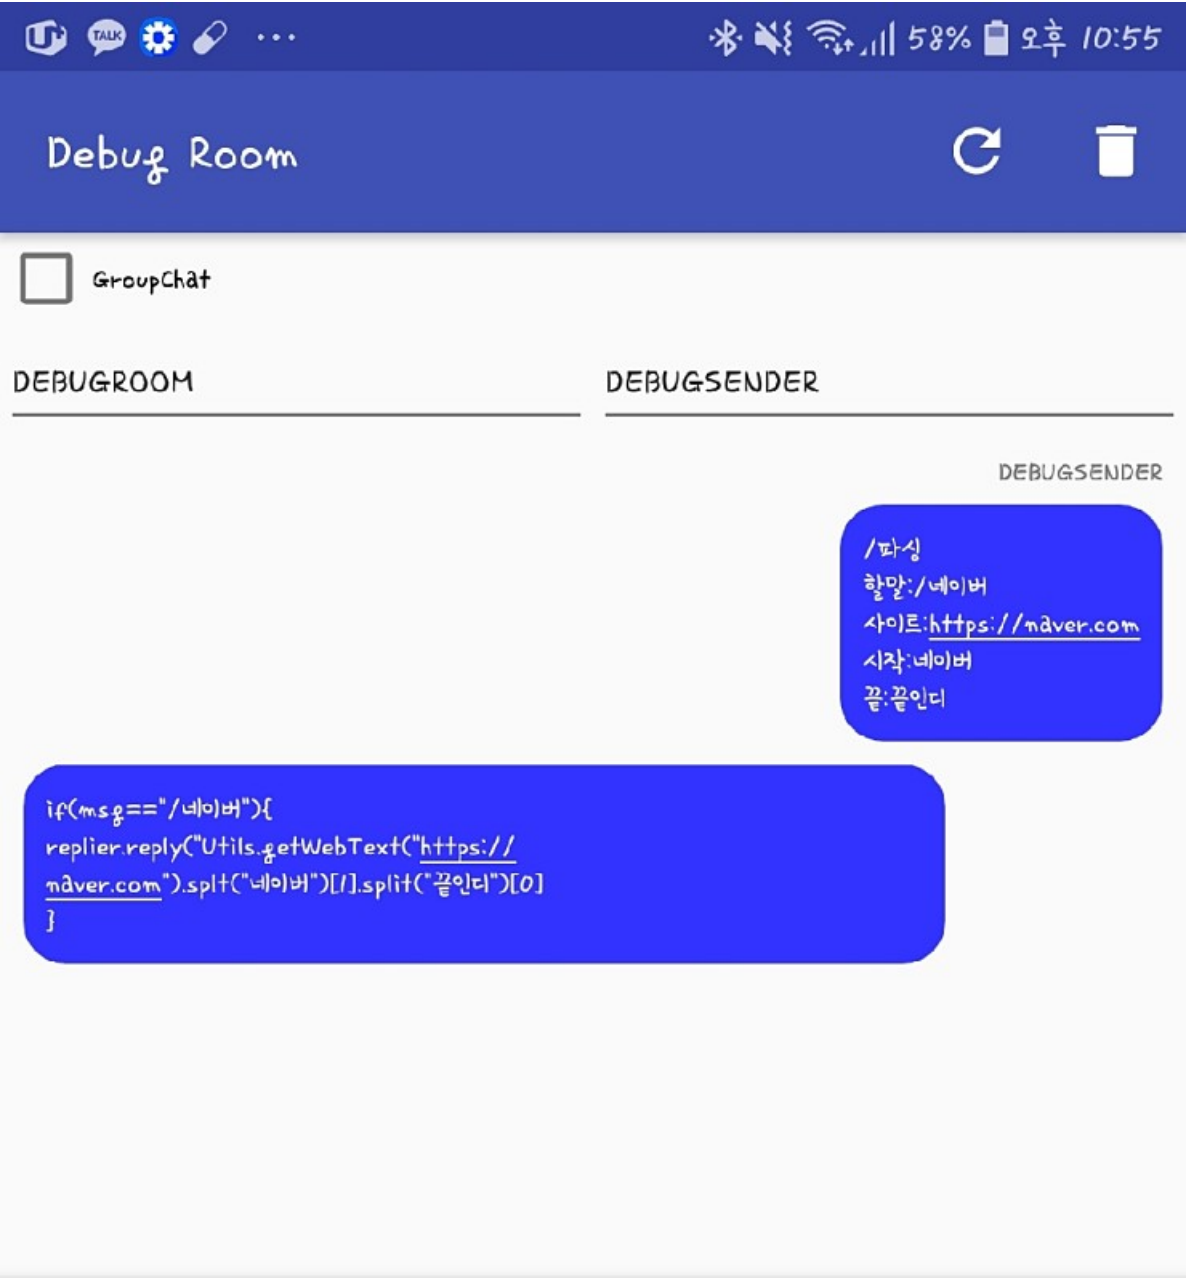 TALK
58% 오후 10:55
Debug Room
GroupChat
DEBUGROOM
DEBUGSENDER
DEBUGSENDER
/파싱
할말:/네이버
사이트:https://naver.com
시작:네이버
끝:끝인디
if(msg=="/네이버"){
replier.reply("Utils.getWebText("https://
naver.com").splt("네이버")[1].split("끝인디")[0]
}